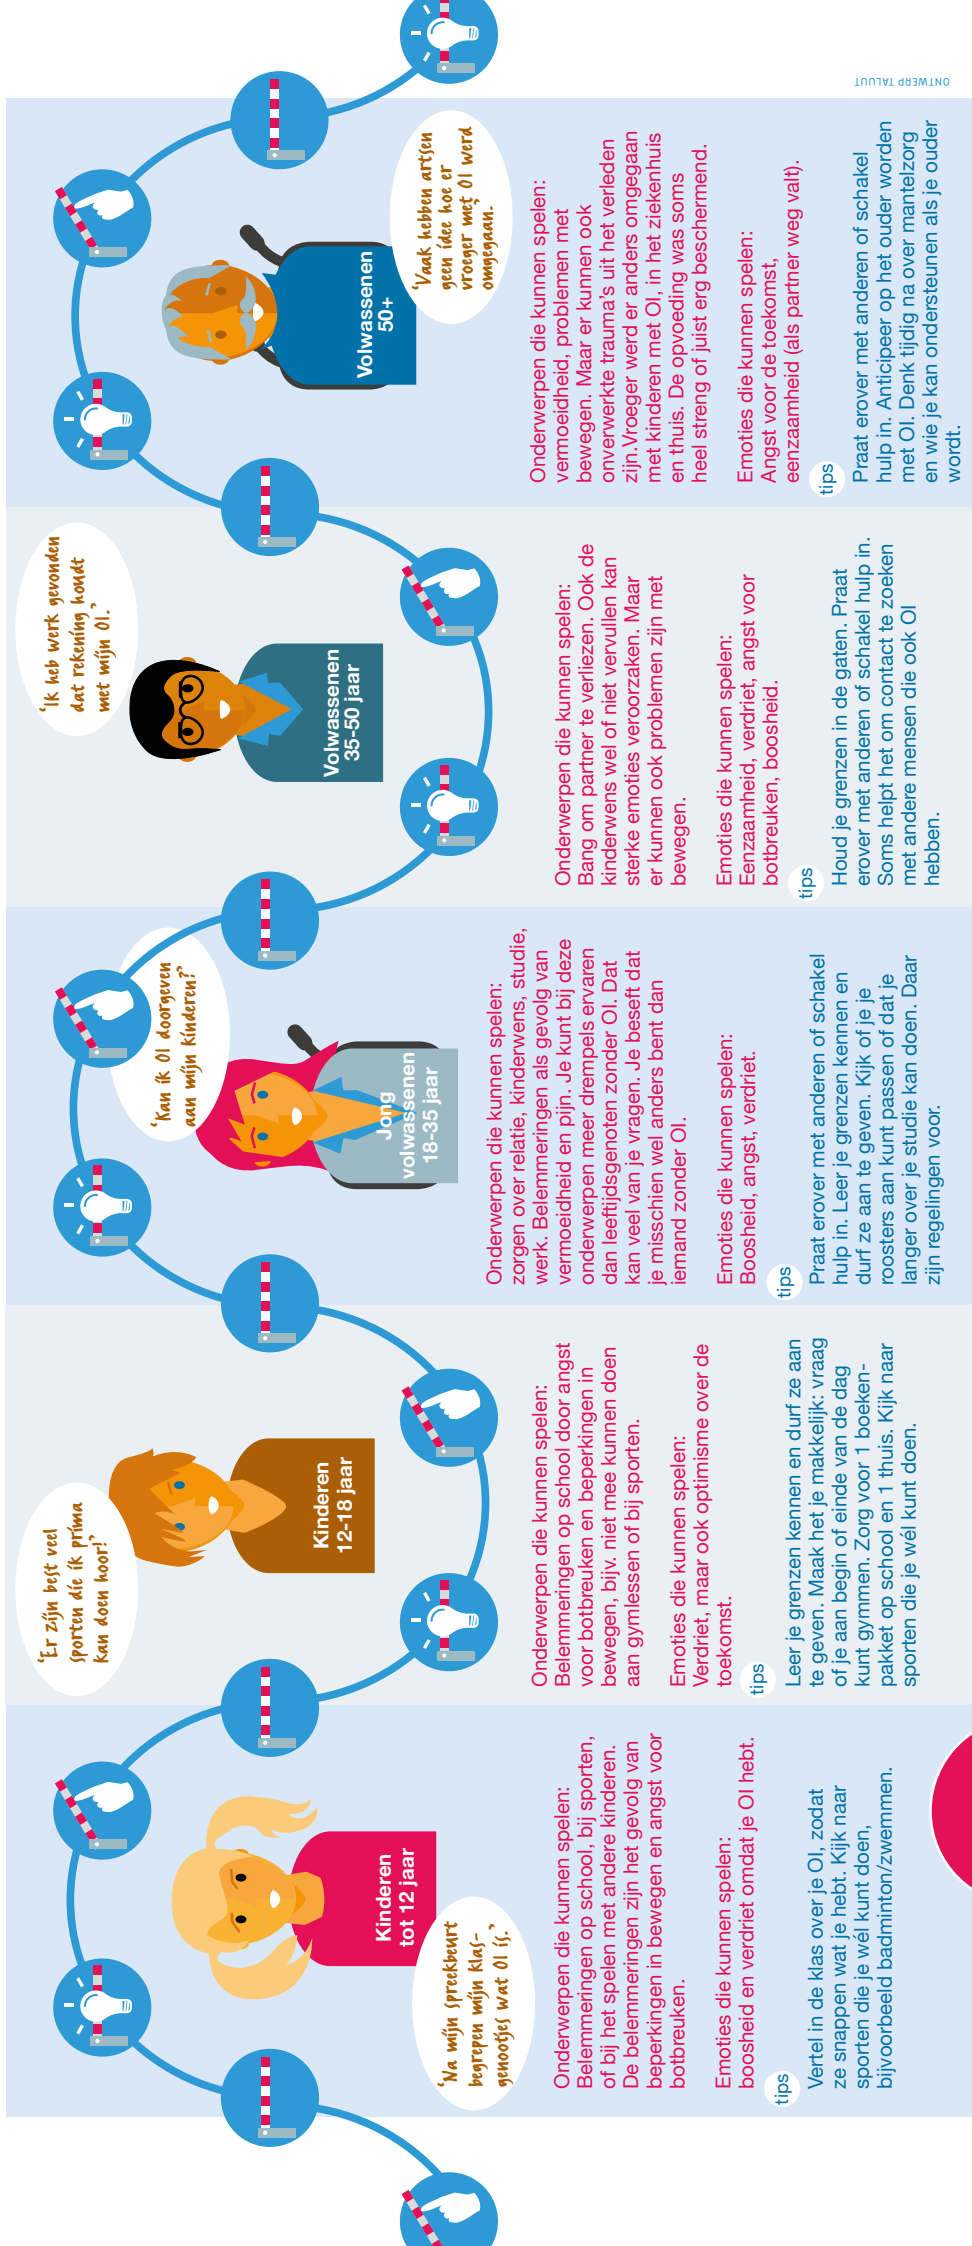 ‘Na mijn spreekbeurt
begrepen mijn klas-
genootjes wat OI is.’
Kinderen
tot 12 jaar
Onderwerpen die kunnen spelen:
Belemmeringen op school, bij sporten,
of bij het spelen met andere kinderen.
De belemmeringen zijn het gevolg van
beperkingen in bewegen en angst voor
botbreuken.
Emoties die kunnen spelen:
boosheid en verdriet omdat je OI hebt.
tips
Vertel in de klas over je OI, zodat
ze snappen wat je hebt. Kijk naar
sporten die je wél kunt doen,
bijvoorbeeld badminton/zwemmen.
‘Er zijn best veel
sporten die ik prima
kan doen hoor!’
Kinderen
12-18 jaar
Onderwerpen die kunnen spelen:
Belemmeringen op school door angst
voor botbreuken en beperkingen in
bewegen, bijv. niet mee kunnen doen
aan gymlessen of bij sporten.
Emoties die kunnen spelen:
Verdriet, maar ook optimisme over de
toekomst.
tips
Leer je grenzen kennen en durf ze aan
te geven. Maak het je makkelijk: vraag
of je aan begin of einde van de dag
kunt gymmen. Zorg voor 1 boeken-
pakket op school en 1 thuis. Kijk naar
sporten die je wél kunt doen.
‘Kan ik OI doorgeven
aan mijn kinderen?’
Jong
volwassenen
18-35 jaar
Onderwerpen die kunnen spelen:
zorgen over relatie, kinderwens, studie,
werk. Belemmeringen als gevolg van
vermoeidheid en pijn. Je kunt bij deze
onderwerpen meer drempels ervaren
dan leeftijdsgenoten zonder OI. Dat
kan veel van je vragen. Je beseft dat
je misschien wel anders bent dan
iemand zonder OI.
Emoties die kunnen spelen:
Boosheid, angst, verdriet.
tips
Praat erover met anderen of schakel
hulp in. Leer je grenzen kennen en
durf ze aan te geven. Kijk of je je
roosters aan kunt passen of dat je
langer over je studie kan doen. Daar
zijn regelingen voor.
‘Ik heb werk gevonden
dat rekening houdt
met mijn OI.’
Volwassenen
35-50 jaar
Onderwerpen die kunnen spelen:
Bang om partner te verliezen. Ook de
kinderwens wel of niet vervullen kan
sterke emoties veroorzaken. Maar
er kunnen ook problemen zijn met
bewegen.
Emoties die kunnen spelen:
Eenzaamheid, verdriet, angst voor
botbreuken, boosheid.
tips
Houd je grenzen in de gaten. Praat
erover met anderen of schakel hulp in.
Soms helpt het om contact te zoeken
met andere mensen die ook OI
hebben.
‘Vaak hebben artsen
geen idee hoe er
vroeger met OI werd
omgegaan.
Volwassenen
50+
Onderwerpen die kunnen spelen:
vermoeidheid, problemen met
bewegen. Maar er kunnen ook
onverwerkte trauma's uit het verleden
zijn.Vroeger werd er anders omgegaan
met kinderen met OI, in het ziekenhuis
en thuis. De opvoeding was soms
heel streng of juist erg beschermend.
Emoties die kunnen spelen:
Angst voor de toekomst,
eenzaamheid (als partner weg valt).
tips
Praat erover met anderen of schakel
hulp in. Anticipeer op het ouder worden
met OI. Denk tijdig na over mantelzorg
en wie je kan ondersteunen als je ouder
wordt.
ONTWERP TALUUT